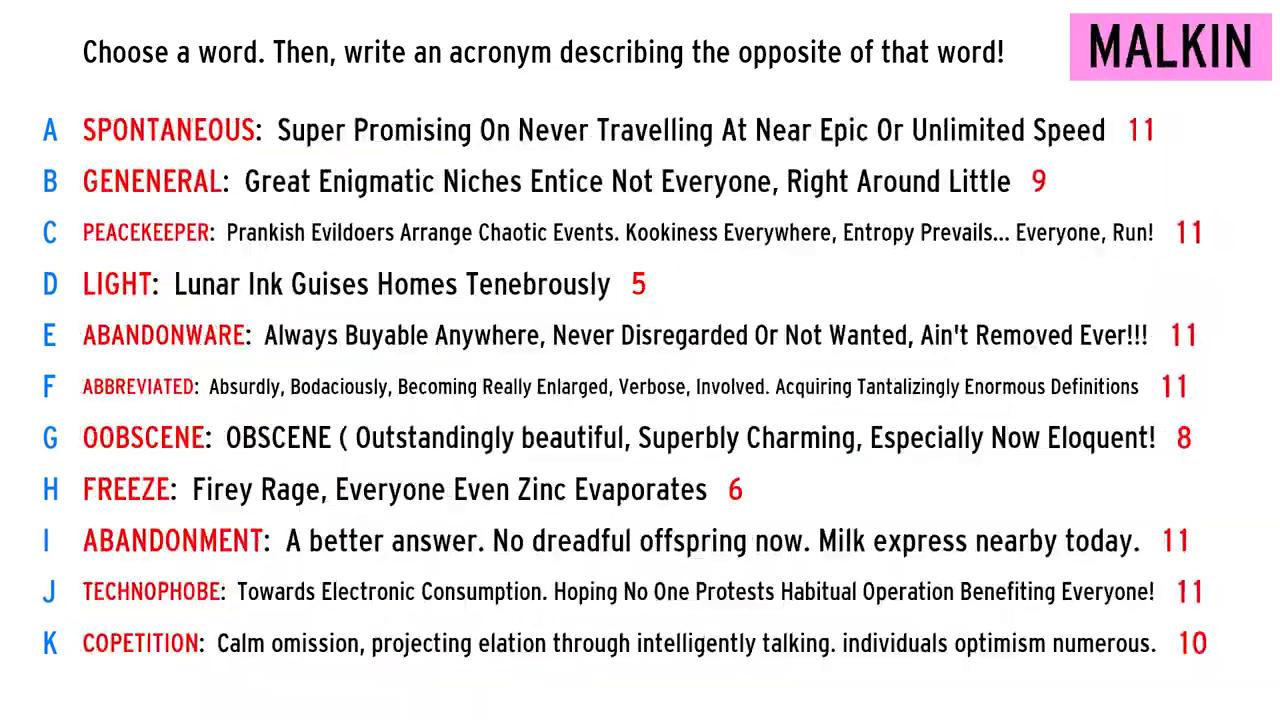 Choose a word. Then, write an acronym describing the opposite of that word!
MALKIN
A SPONTANEOUS: Super Promising On Never Travelling At Near Epic Or Unlimited Speed 11
B GENENERAL: Great Enigmatic Niches Entice Not Everyone, Right Around Little 9
C PEACEKEEPER: Prankish Evildoers Arrange Chaotic Events. Kookiness Everywhere, Entropy Prevails... Everyone, Run! 11
D LIGHT: Lunar Ink Guises Homes Tenebrously 5
E ABANDONWARE: Always Buyable Anywhere, Never Disregarded Or Not Wanted, Ain't Removed Ever!!! 11
F ABBREVIATED: Absurdly, Bodaciously, Becoming Really Enlarged, Verbose, Involved. Acquiring Tantalizingly Enormous Definitions 11
G OOBSCENE: OBSCENE ( Outstandingly beautiful, Superbly Charming, Especially Now Eloquent! 8
H FREEZE: Firey Rage, Everyone Even Zinc Evaporates 6
I ABANDONMENT: A better answer. No dreadful offspring now. Milk express nearby today. 11
J TECHNOPHOBE: Towards Electronic Consumption. Hoping No One Protests Habitual Operation Benefiting Everyone! 11
K COPETITION: Calm omission, projecting elation through intelligently talking. individuals optimism numerous. 10